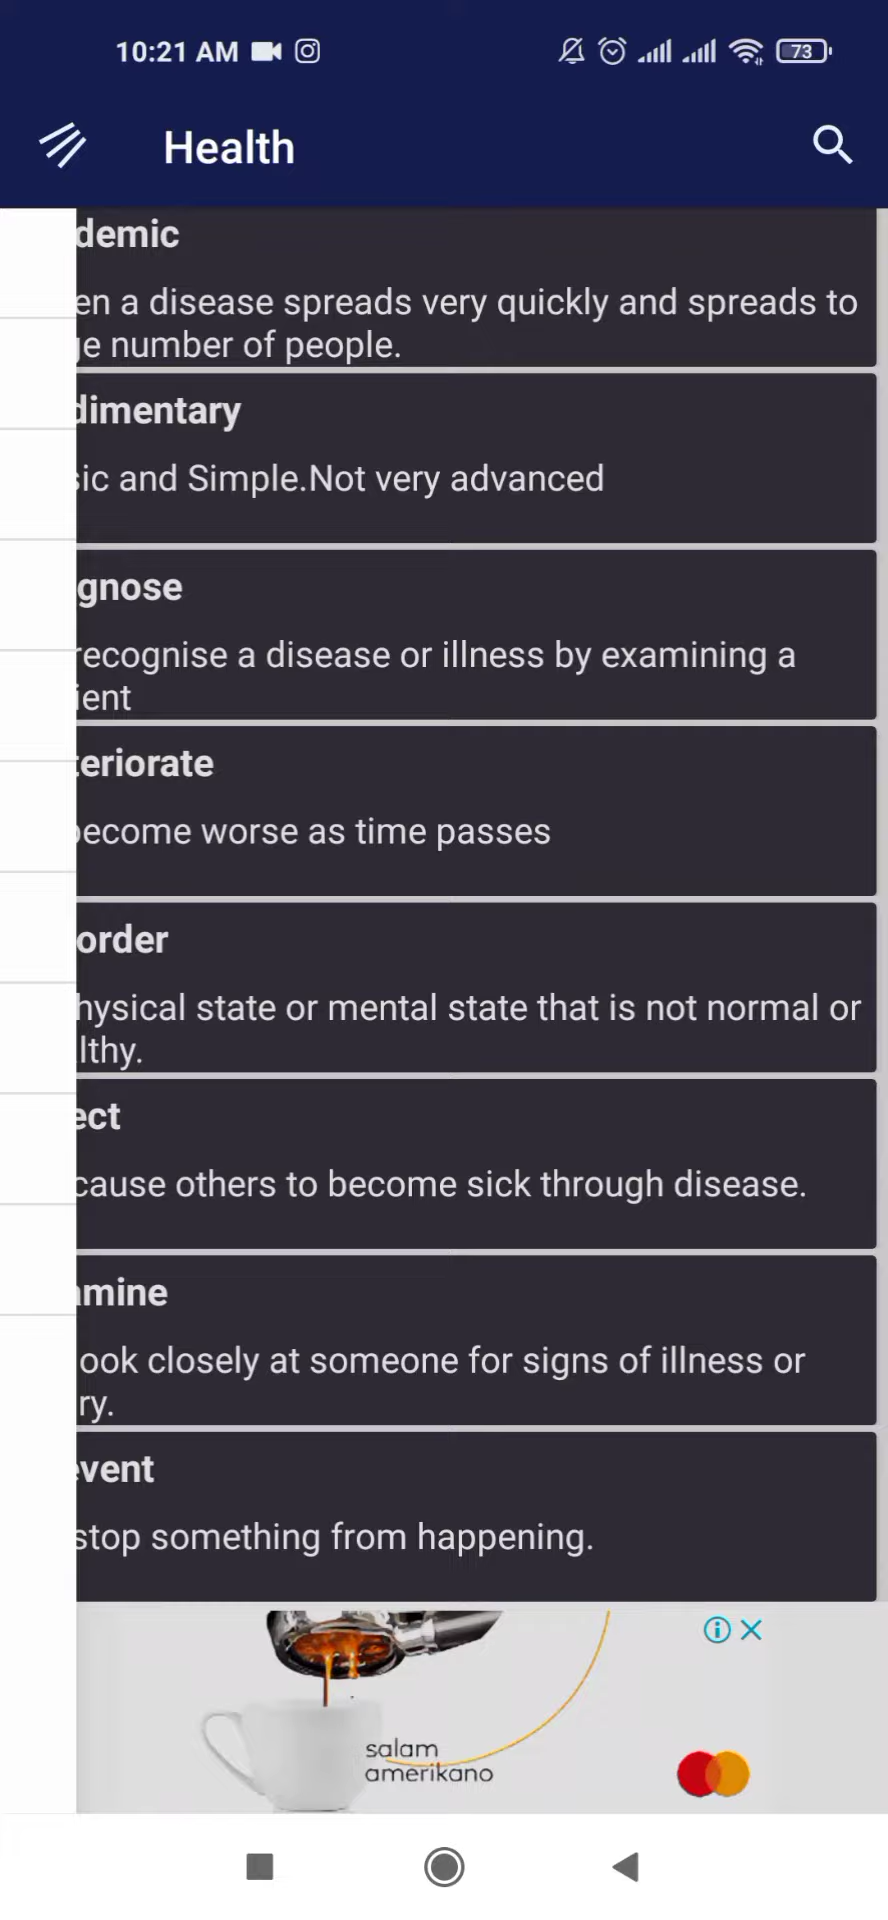 10:21 AM
73
Health
demic
en a disease spreads very quickly and spreads to
ge number of people.
dimentary
sic and Simple.Not very advanced
gnose
recognise a disease or illness by examining a
ient
teriorate
become worse as time passes
order
hysical state or mental state that is not normal or
lthy.
ect
cause others to become sick through disease.
amine
ook closely at someone for signs of illness or
ry.
event
stop something from happening.
salam
amerikano